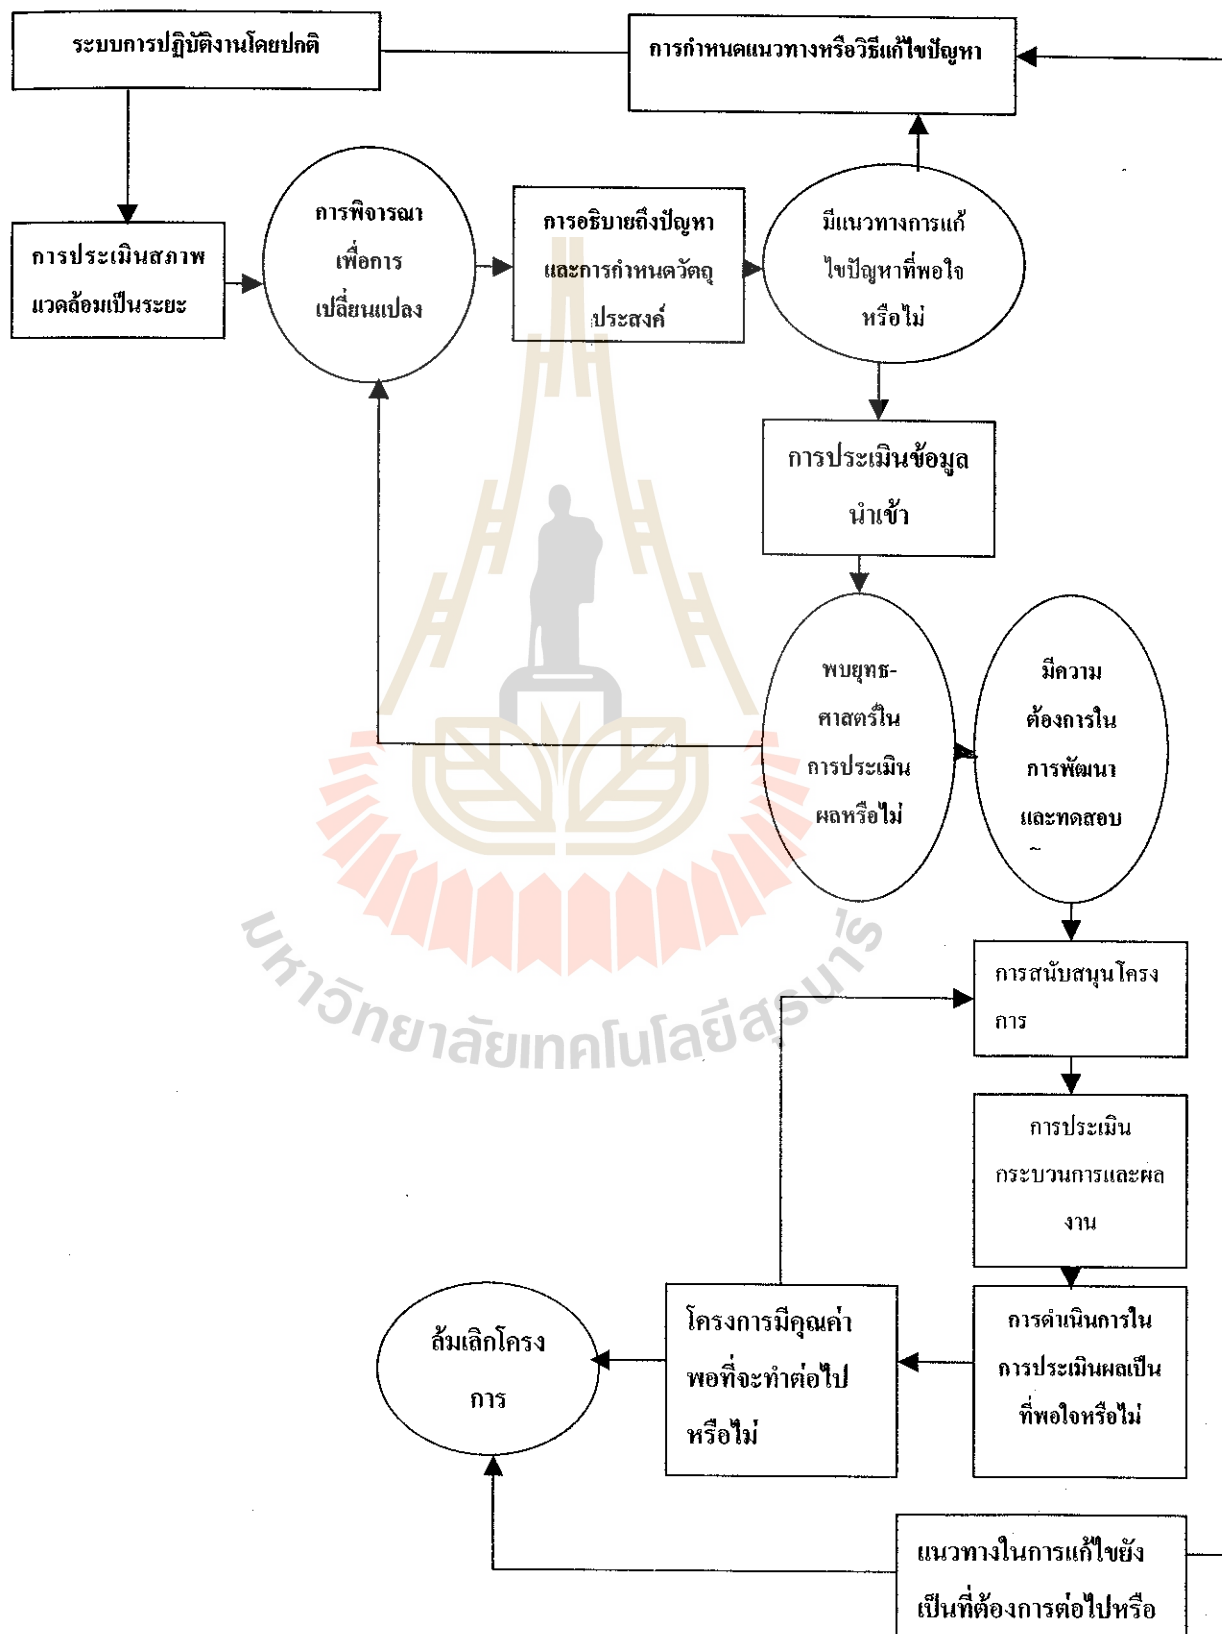 ระบบการปฏิบัติงานโดยปกติ
การกำหนดแนวทางหรือวิธีแก้ไขปัญหา
การประเมินสภาพ
แวดล้อมเป็นระยะ
การพิจารณา
เพื่อการ
เปลี่ยนแปลง
การอธิบายถึงปัญหา
และการกำหนดวัตถุ
ประสงค์
มีแนวทางการแก้
ไขปัญหาที่พอใจ
หรือไม่
การประเมินข้อมูล
นำเข้า
พบยุทธ-
ศาสตร์ใน
การประเมิน
ผลหรือไม่
มีความ
ต้องการใน
การพัฒนา
และทดสอบ
การสนับสนุนโครง
การ
การประเมิน
กระบวนการและผล
งาน
การดำเนินการใน
การประเมินผลเป็น
ที่พอใจหรือไม่
โครงการมีคุณค่า
พอที่จะทำต่อไป
หรือไม่
ล้มเลิกโครง
การ
แนวทางในการแก้ไขยัง
เป็นที่ต้องการต่อไปหรือ
มหาวิทยาลัยเทคโนโลยีสุรนารี